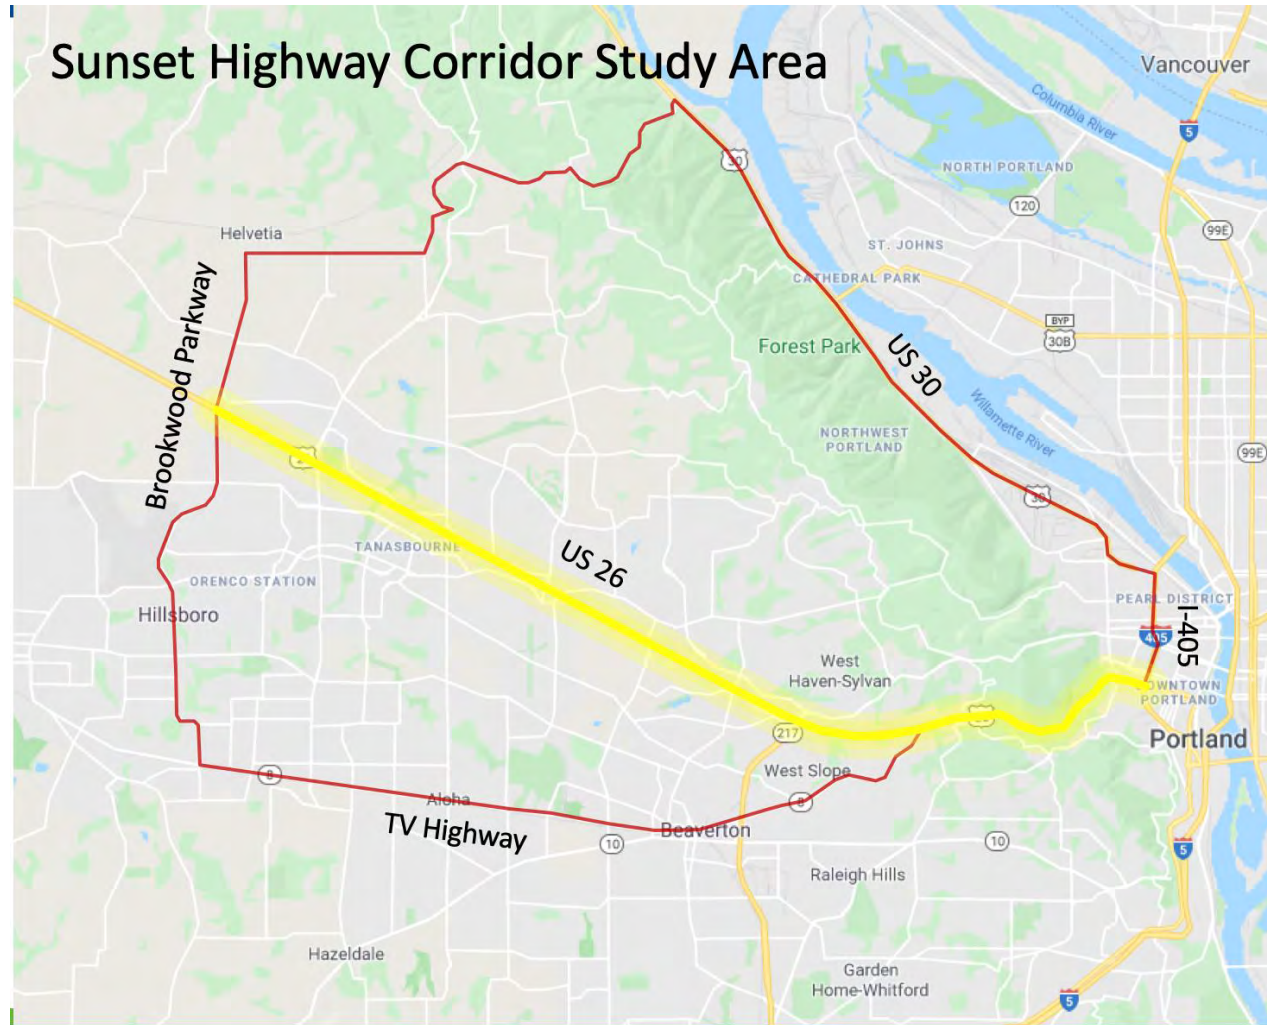 Sunset Highway Corridor Study Area
Vancouver
Columbia River
5
30
NORTH PORTLAND
120
99E
Helvetia
ST. JOHNS
CATHEDRAL PARK
Brookwood Parkway
BYP
30B
Forest Park
US 30
Willamette River
NORTHWEST
PORTLAND
99E
30
TANASBOURNE
US 26
ORENCO STATION
Hillsboro
PEARL DISTRICT
405
I-405
West
Haven-Sylvan
DOWNTOWN
PORTLAND
217
Portland
West Slope
8
8
Aloha
TV Highway
Beaverton
10
10
5
Raleigh Hills
Hazeldale
Garden
Home-Whitford
5